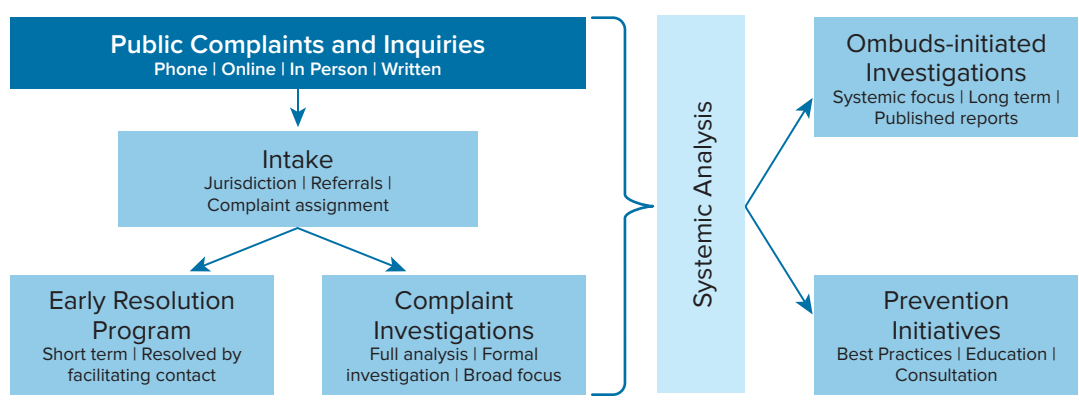 Public Complaints and Inquiries
Phone | Online | In Person | Written
Intake
Jurisdiction | Referrals |
Complaint assignment
Early Resolution
Program
Short term | Resolved by
facilitating contact
Complaint
Investigations
Full analysis | Formal
investigation | Broad focus
Systemic Analysis
Ombuds-initiated
Investigations
Systemic focus | Long term |
Published reports
Prevention
Initiatives
Best Practices | Education |
Consultation